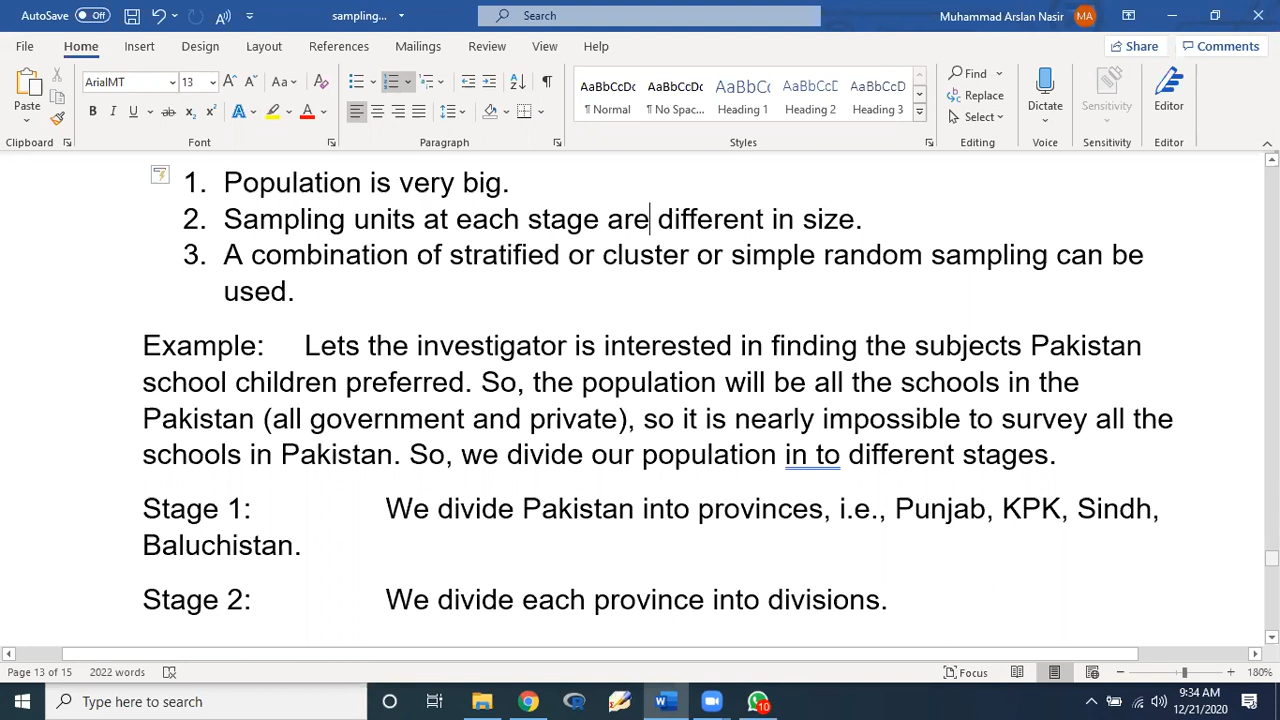 AutoSave Off sampling... Search Muhammad Arslan Nasir MA
File Home Insert Design Layout References Mailings Review View Help Share Comments
Paste ArialMT 13 Aa AaBbCcDc AaBbCcDc AaBbCc AaBbCcD AaBbCcD Find Replace Select Dictate Sensitivity Editor
B I U ab x₂ x² A A ¶ Normal ¶ No Spac... Heading 1 Heading 2 Heading 3
Clipboard Font Paragraph Styles Editing Voice Sensitivity Editor
1. Population is very big.
2. Sampling units at each stage are different in size.
3. A combination of stratified or cluster or simple random sampling can be
used.
Example: Lets the investigator is interested in finding the subjects Pakistan
school children preferred. So, the population will be all the schools in the
Pakistan (all government and private), so it is nearly impossible to survey all the
schools in Pakistan. So, we divide our population in to different stages.
Stage 1: We divide Pakistan into provinces, i.e., Punjab, KPK, Sindh,
Baluchistan.
Stage 2: We divide each province into divisions.
Page 13 of 15 2022 words Focus 180%
Type here to search 10 9:34 AM
12/21/2020